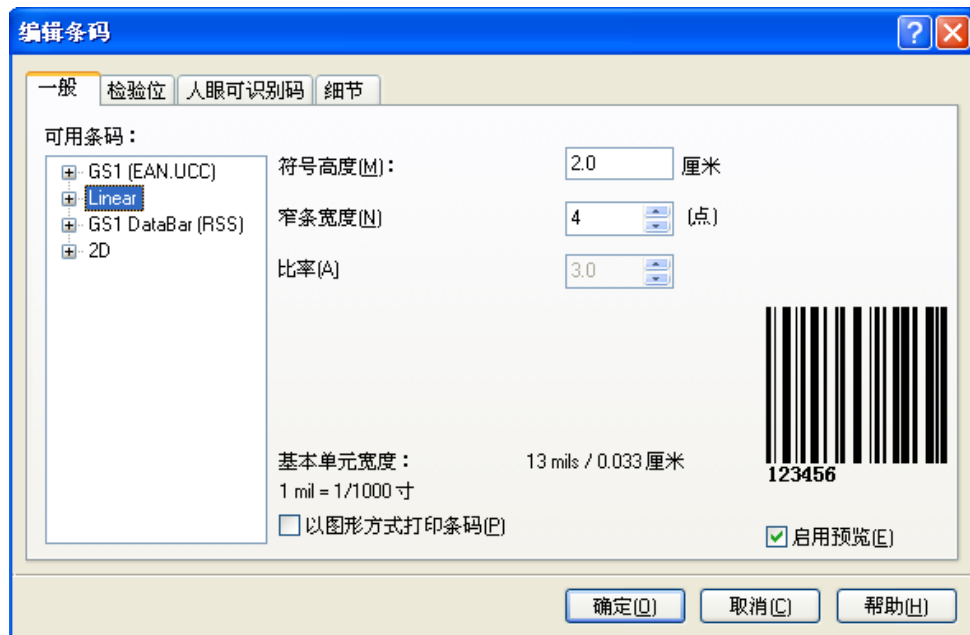 编辑条码
一般 检验位 人眼可识别码 细节
可用条码：
GS1 (EAN.UCC)
Linear
GS1 DataBar (RSS)
2D
符号高度(M)： 2.0 厘米
窄条宽度(N) 4 (点)
比率(A) 3.0
基本单元宽度： 13 mils / 0.033 厘米
1 mil = 1/1000 寸
以图形方式打印条码(P)
123456
启用预览(E)
确定(O) 取消(C) 帮助(H)